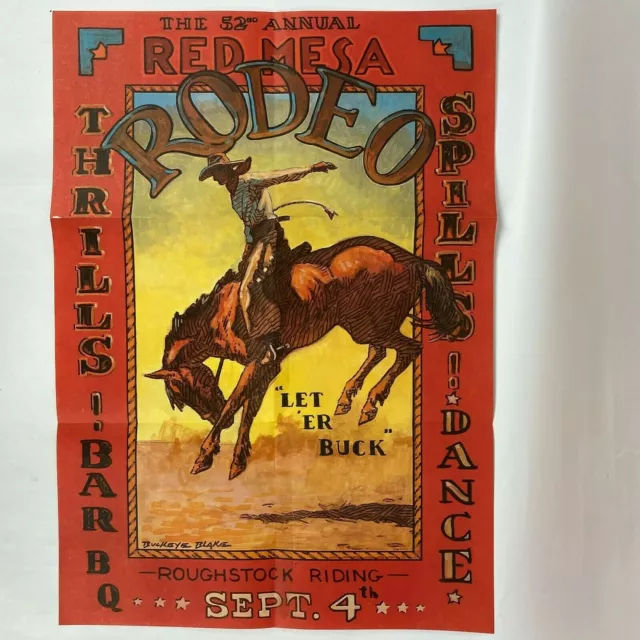 THE 52ND ANNUAL
RED MESA
RODEO
THRILLS! BAR B Q
SPILLS! DANCE
"LET
'ER
BUCK"
BUCKEYE BLAKE
—ROUGHSTOCK RIDING—
SEPT. 4th